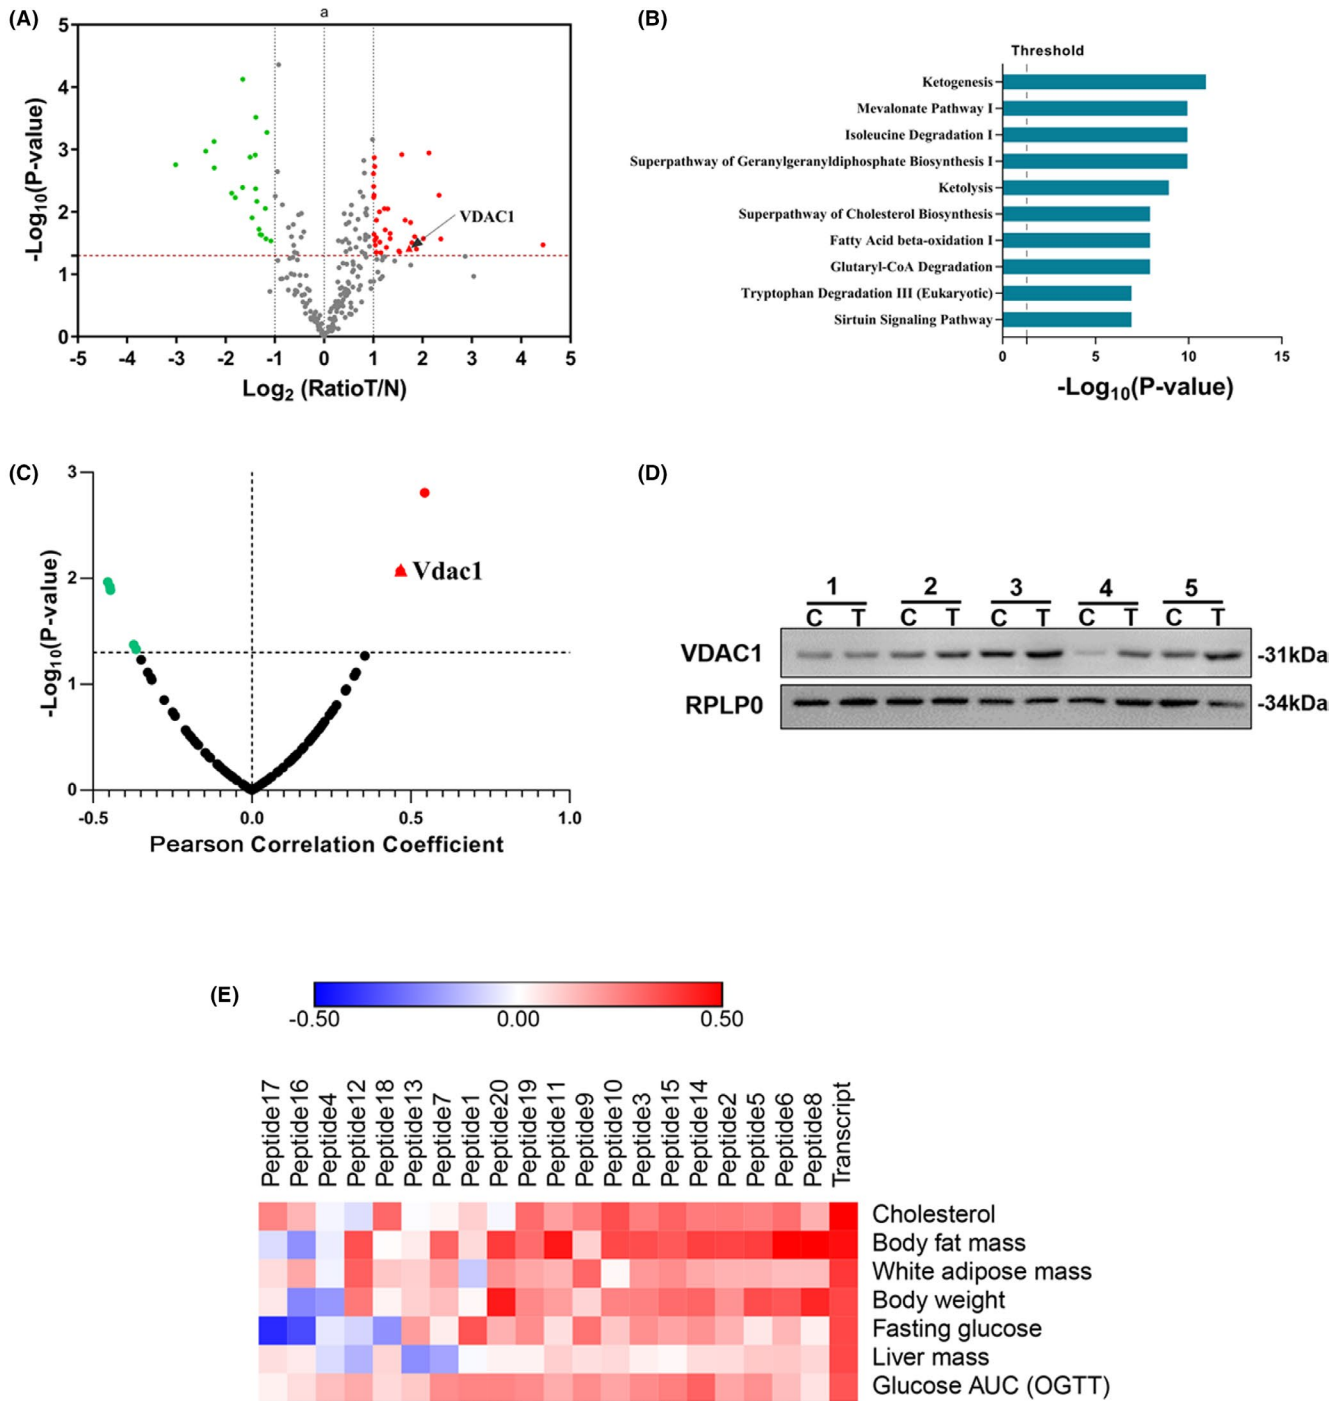 (A)
a
5
4
3
2
1
0
-Log10(P-value)
VDAC1
-5 -4 -3 -2 -1 0 1 2 3 4 5
Log2 (RatioT/N)
(B)
Threshold
Ketogenesis
Mevalonate Pathway I
Isoleucine Degradation I
Superpathway of Geranylgeranyldiphosphate Biosynthesis I
Ketolysis
Superpathway of Cholesterol Biosynthesis
Fatty Acid beta-oxidation I
Glutaryl-CoA Degradation
Tryptophan Degradation III (Eukaryotic)
Sirtuin Signaling Pathway
0 5 10 15
-Log10(P-value)
(C)
3
2
1
0
-Log10(P-value)
Vdac1
-0.5 0.0 0.5 1.0
Pearson Correlation Coefficient
(D)
1 2 3 4 5
C T C T C T C T C T
VDAC1 -31kDa
RPLP0 -34kDa
(E)
-0.50 0.00 0.50
Peptide17
Peptide16
Peptide4
Peptide12
Peptide18
Peptide13
Peptide7
Peptide1
Peptide20
Peptide19
Peptide11
Peptide9
Peptide10
Peptide3
Peptide15
Peptide14
Peptide2
Peptide5
Peptide6
Peptide8
Transcript
Cholesterol
Body fat mass
White adipose mass
Body weight
Fasting glucose
Liver mass
Glucose AUC (OGTT)